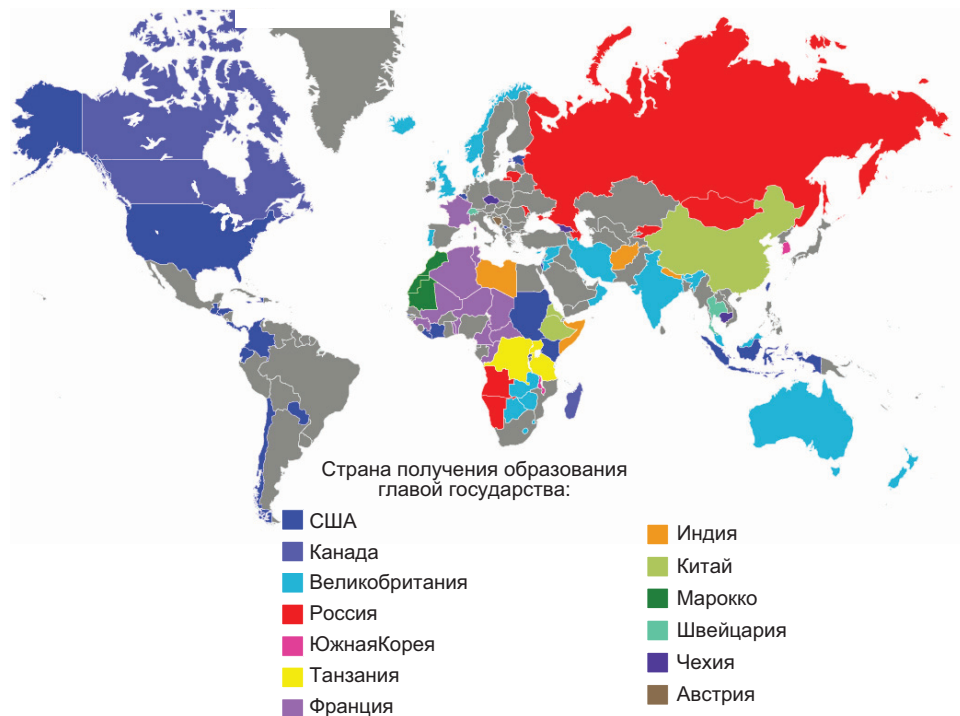 Страна получения образования
главой государства:
США
Канада
Великобритания
Россия
ЮжнаяКорея
Танзания
Франция
Индия
Китай
Марокко
Швейцария
Чехия
Австрия